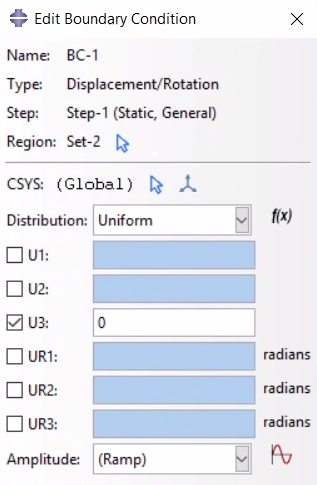 Edit Boundary Condition
Name: BC-1
Type: Displacement/Rotation
Step: Step-1 (Static, General)
Region: Set-2
CSYS: (Global)
Distribution: Uniform f(x)
U1:
U2:
U3: 0
UR1: radians
UR2: radians
UR3: radians
Amplitude: (Ramp)